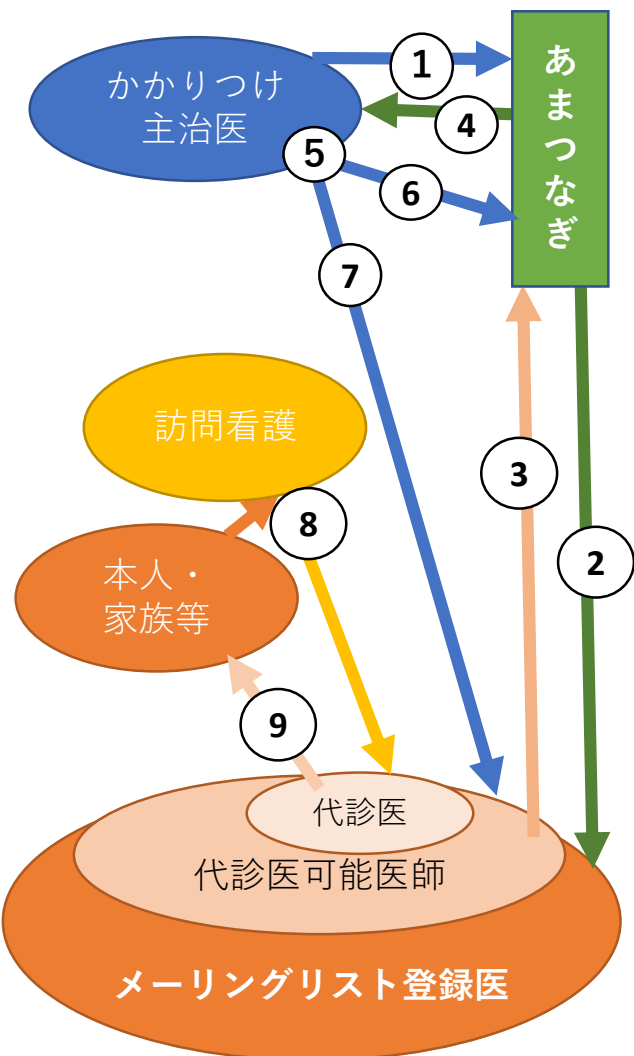 かかりつけ
主治医
1
あまつなぎ
4
5
6
7
訪問看護
3
8
2
本人・
家族等
9
代診医
代診医可能医師
メーリングリスト登録医